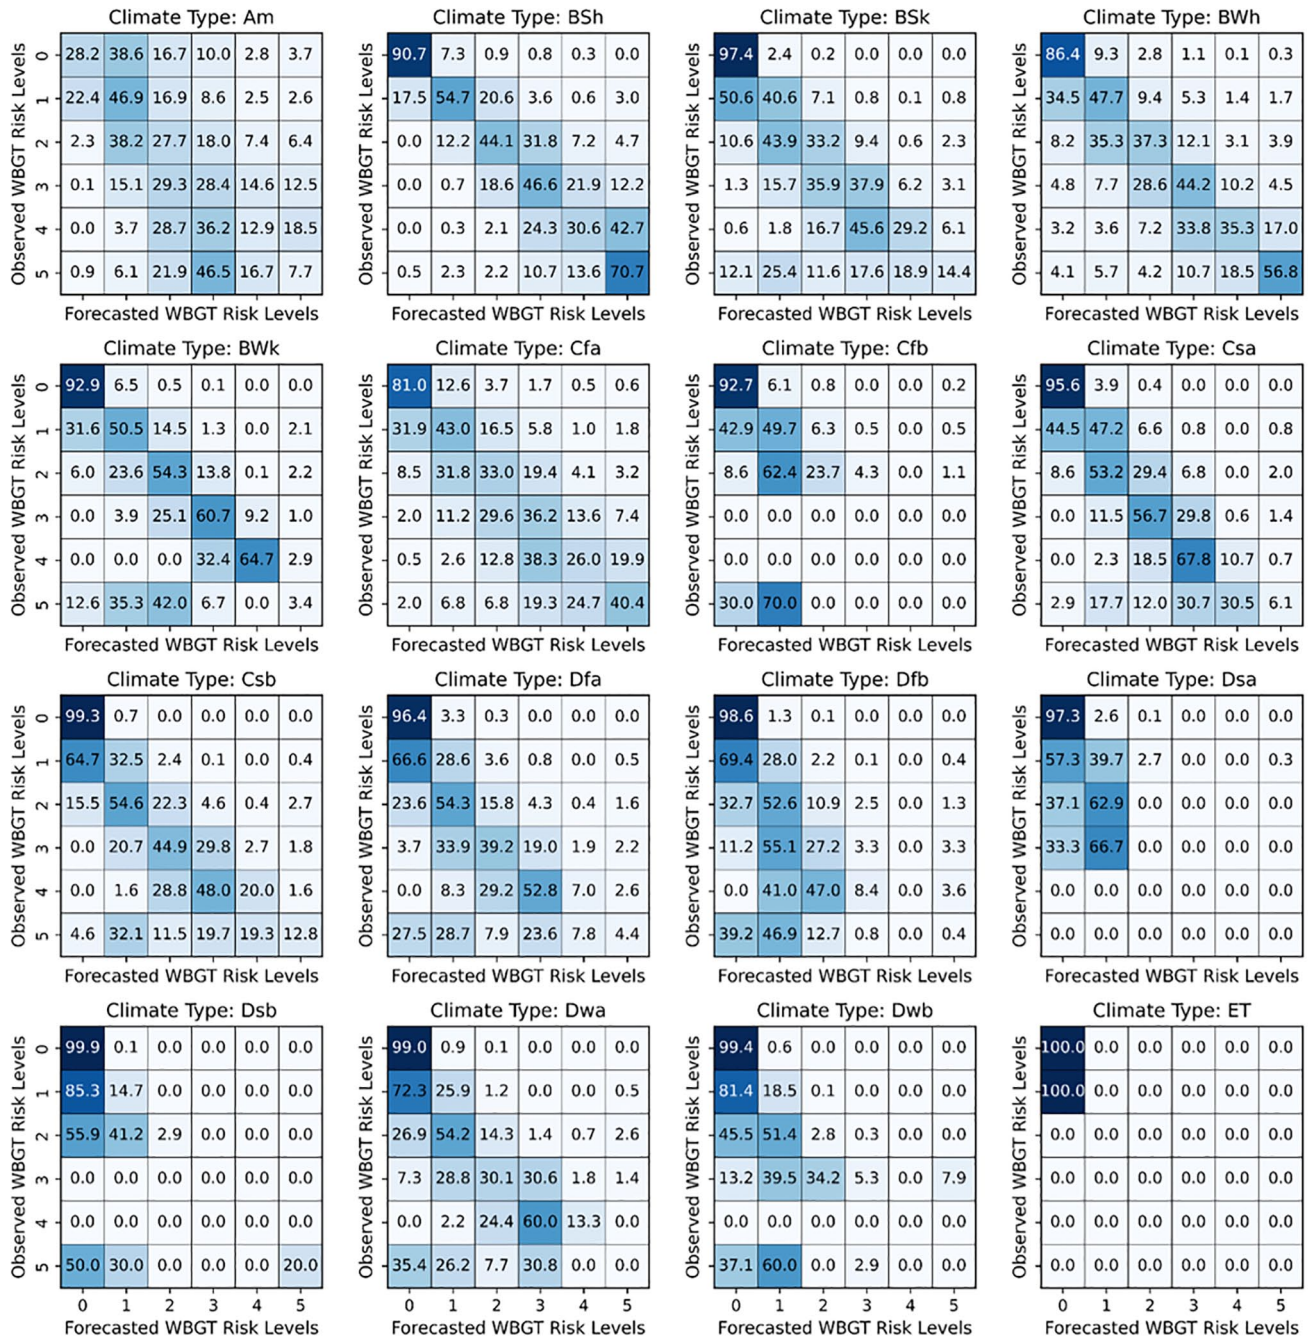 Climate Type: Am
Observed WBGT Risk Levels
0 28.2 38.6 16.7 10.0 2.8 3.7
1 22.4 46.9 16.9 8.6 2.5 2.6
2 2.3 38.2 27.7 18.0 7.4 6.4
3 0.1 15.1 29.3 28.4 14.6 12.5
4 0.0 3.7 28.7 36.2 12.9 18.5
5 0.9 6.1 21.9 46.5 16.7 7.7
Forecasted WBGT Risk Levels
Climate Type: BSh
Observed WBGT Risk Levels
90.7 7.3 0.9 0.8 0.3 0.0
17.5 54.7 20.6 3.6 0.6 3.0
0.0 12.2 44.1 31.8 7.2 4.7
0.0 0.7 18.6 46.6 21.9 12.2
0.0 0.3 2.1 24.3 30.6 42.7
0.5 2.3 2.2 10.7 13.6 70.7
Forecasted WBGT Risk Levels
Climate Type: BSk
Observed WBGT Risk Levels
97.4 2.4 0.2 0.0 0.0 0.0
50.6 40.6 7.1 0.8 0.1 0.8
10.6 43.9 33.2 9.4 0.6 2.3
1.3 15.7 35.9 37.9 6.2 3.1
0.6 1.8 16.7 45.6 29.2 6.1
12.1 25.4 11.6 17.6 18.9 14.4
Forecasted WBGT Risk Levels
Climate Type: BWh
Observed WBGT Risk Levels
86.4 9.3 2.8 1.1 0.1 0.3
34.5 47.7 9.4 5.3 1.4 1.7
8.2 35.3 37.3 12.1 3.1 3.9
4.8 7.7 28.6 44.2 10.2 4.5
3.2 3.6 7.2 33.8 35.3 17.0
4.1 5.7 4.2 10.7 18.5 56.8
Forecasted WBGT Risk Levels
Climate Type: BWk
Observed WBGT Risk Levels
0 92.9 6.5 0.5 0.1 0.0 0.0
1 31.6 50.5 14.5 1.3 0.0 2.1
2 6.0 23.6 54.3 13.8 0.1 2.2
3 0.0 3.9 25.1 60.7 9.2 1.0
4 0.0 0.0 0.0 32.4 64.7 2.9
5 12.6 35.3 42.0 6.7 0.0 3.4
Forecasted WBGT Risk Levels
Climate Type: Cfa
Observed WBGT Risk Levels
81.0 12.6 3.7 1.7 0.5 0.6
31.9 43.0 16.5 5.8 1.0 1.8
8.5 31.8 33.0 19.4 4.1 3.2
2.0 11.2 29.6 36.2 13.6 7.4
0.5 2.6 12.8 38.3 26.0 19.9
2.0 6.8 6.8 19.3 24.7 40.4
Forecasted WBGT Risk Levels
Climate Type: Cfb
Observed WBGT Risk Levels
92.7 6.1 0.8 0.0 0.0 0.2
42.9 49.7 6.3 0.5 0.0 0.5
8.6 62.4 23.7 4.3 0.0 1.1
0.0 0.0 0.0 0.0 0.0 0.0
0.0 0.0 0.0 0.0 0.0 0.0
30.0 70.0 0.0 0.0 0.0 0.0
Forecasted WBGT Risk Levels
Climate Type: Csa
Observed WBGT Risk Levels
95.6 3.9 0.4 0.0 0.0 0.0
44.5 47.2 6.6 0.8 0.0 0.8
8.6 53.2 29.4 6.8 0.0 2.0
0.0 11.5 56.7 29.8 0.6 1.4
0.0 2.3 18.5 67.8 10.7 0.7
2.9 17.7 12.0 30.7 30.5 6.1
Forecasted WBGT Risk Levels
Climate Type: Csb
Observed WBGT Risk Levels
0 99.3 0.7 0.0 0.0 0.0 0.0
1 64.7 32.5 2.4 0.1 0.0 0.4
2 15.5 54.6 22.3 4.6 0.4 2.7
3 0.0 20.7 44.9 29.8 2.7 1.8
4 0.0 1.6 28.8 48.0 20.0 1.6
5 4.6 32.1 11.5 19.7 19.3 12.8
Forecasted WBGT Risk Levels
Climate Type: Dfa
Observed WBGT Risk Levels
96.4 3.3 0.3 0.0 0.0 0.0
66.6 28.6 3.6 0.8 0.0 0.5
23.6 54.3 15.8 4.3 0.4 1.6
3.7 33.9 39.2 19.0 1.9 2.2
0.0 8.3 29.2 52.8 7.0 2.6
27.5 28.7 7.9 23.6 7.8 4.4
Forecasted WBGT Risk Levels
Climate Type: Dfb
Observed WBGT Risk Levels
98.6 1.3 0.1 0.0 0.0 0.0
69.4 28.0 2.2 0.1 0.0 0.4
32.7 52.6 10.9 2.5 0.0 1.3
11.2 55.1 27.2 3.3 0.0 3.3
0.0 41.0 47.0 8.4 0.0 3.6
39.2 46.9 12.7 0.8 0.0 0.4
Forecasted WBGT Risk Levels
Climate Type: Dsa
Observed WBGT Risk Levels
97.3 2.6 0.1 0.0 0.0 0.0
57.3 39.7 2.7 0.0 0.0 0.3
37.1 62.9 0.0 0.0 0.0 0.0
33.3 66.7 0.0 0.0 0.0 0.0
0.0 0.0 0.0 0.0 0.0 0.0
0.0 0.0 0.0 0.0 0.0 0.0
Forecasted WBGT Risk Levels
Climate Type: Dsb
Observed WBGT Risk Levels
0 99.9 0.1 0.0 0.0 0.0 0.0
1 85.3 14.7 0.0 0.0 0.0 0.0
2 55.9 41.2 2.9 0.0 0.0 0.0
3 0.0 0.0 0.0 0.0 0.0 0.0
4 0.0 0.0 0.0 0.0 0.0 0.0
5 50.0 30.0 0.0 0.0 0.0 20.0
0 1 2 3 4 5
Forecasted WBGT Risk Levels
Climate Type: Dwa
Observed WBGT Risk Levels
99.0 0.9 0.1 0.0 0.0 0.0
72.3 25.9 1.2 0.0 0.0 0.5
26.9 54.2 14.3 1.4 0.7 2.6
7.3 28.8 30.1 30.6 1.8 1.4
0.0 2.2 24.4 60.0 13.3 0.0
35.4 26.2 7.7 30.8 0.0 0.0
0 1 2 3 4 5
Forecasted WBGT Risk Levels
Climate Type: Dwb
Observed WBGT Risk Levels
99.4 0.6 0.0 0.0 0.0 0.0
81.4 18.5 0.1 0.0 0.0 0.0
45.5 51.4 2.8 0.3 0.0 0.0
13.2 39.5 34.2 5.3 0.0 7.9
0.0 0.0 0.0 0.0 0.0 0.0
37.1 60.0 0.0 2.9 0.0 0.0
0 1 2 3 4 5
Forecasted WBGT Risk Levels
Climate Type: ET
Observed WBGT Risk Levels
100.0 0.0 0.0 0.0 0.0 0.0
100.0 0.0 0.0 0.0 0.0 0.0
0.0 0.0 0.0 0.0 0.0 0.0
0.0 0.0 0.0 0.0 0.0 0.0
0.0 0.0 0.0 0.0 0.0 0.0
0.0 0.0 0.0 0.0 0.0 0.0
0 1 2 3 4 5
Forecasted WBGT Risk Levels